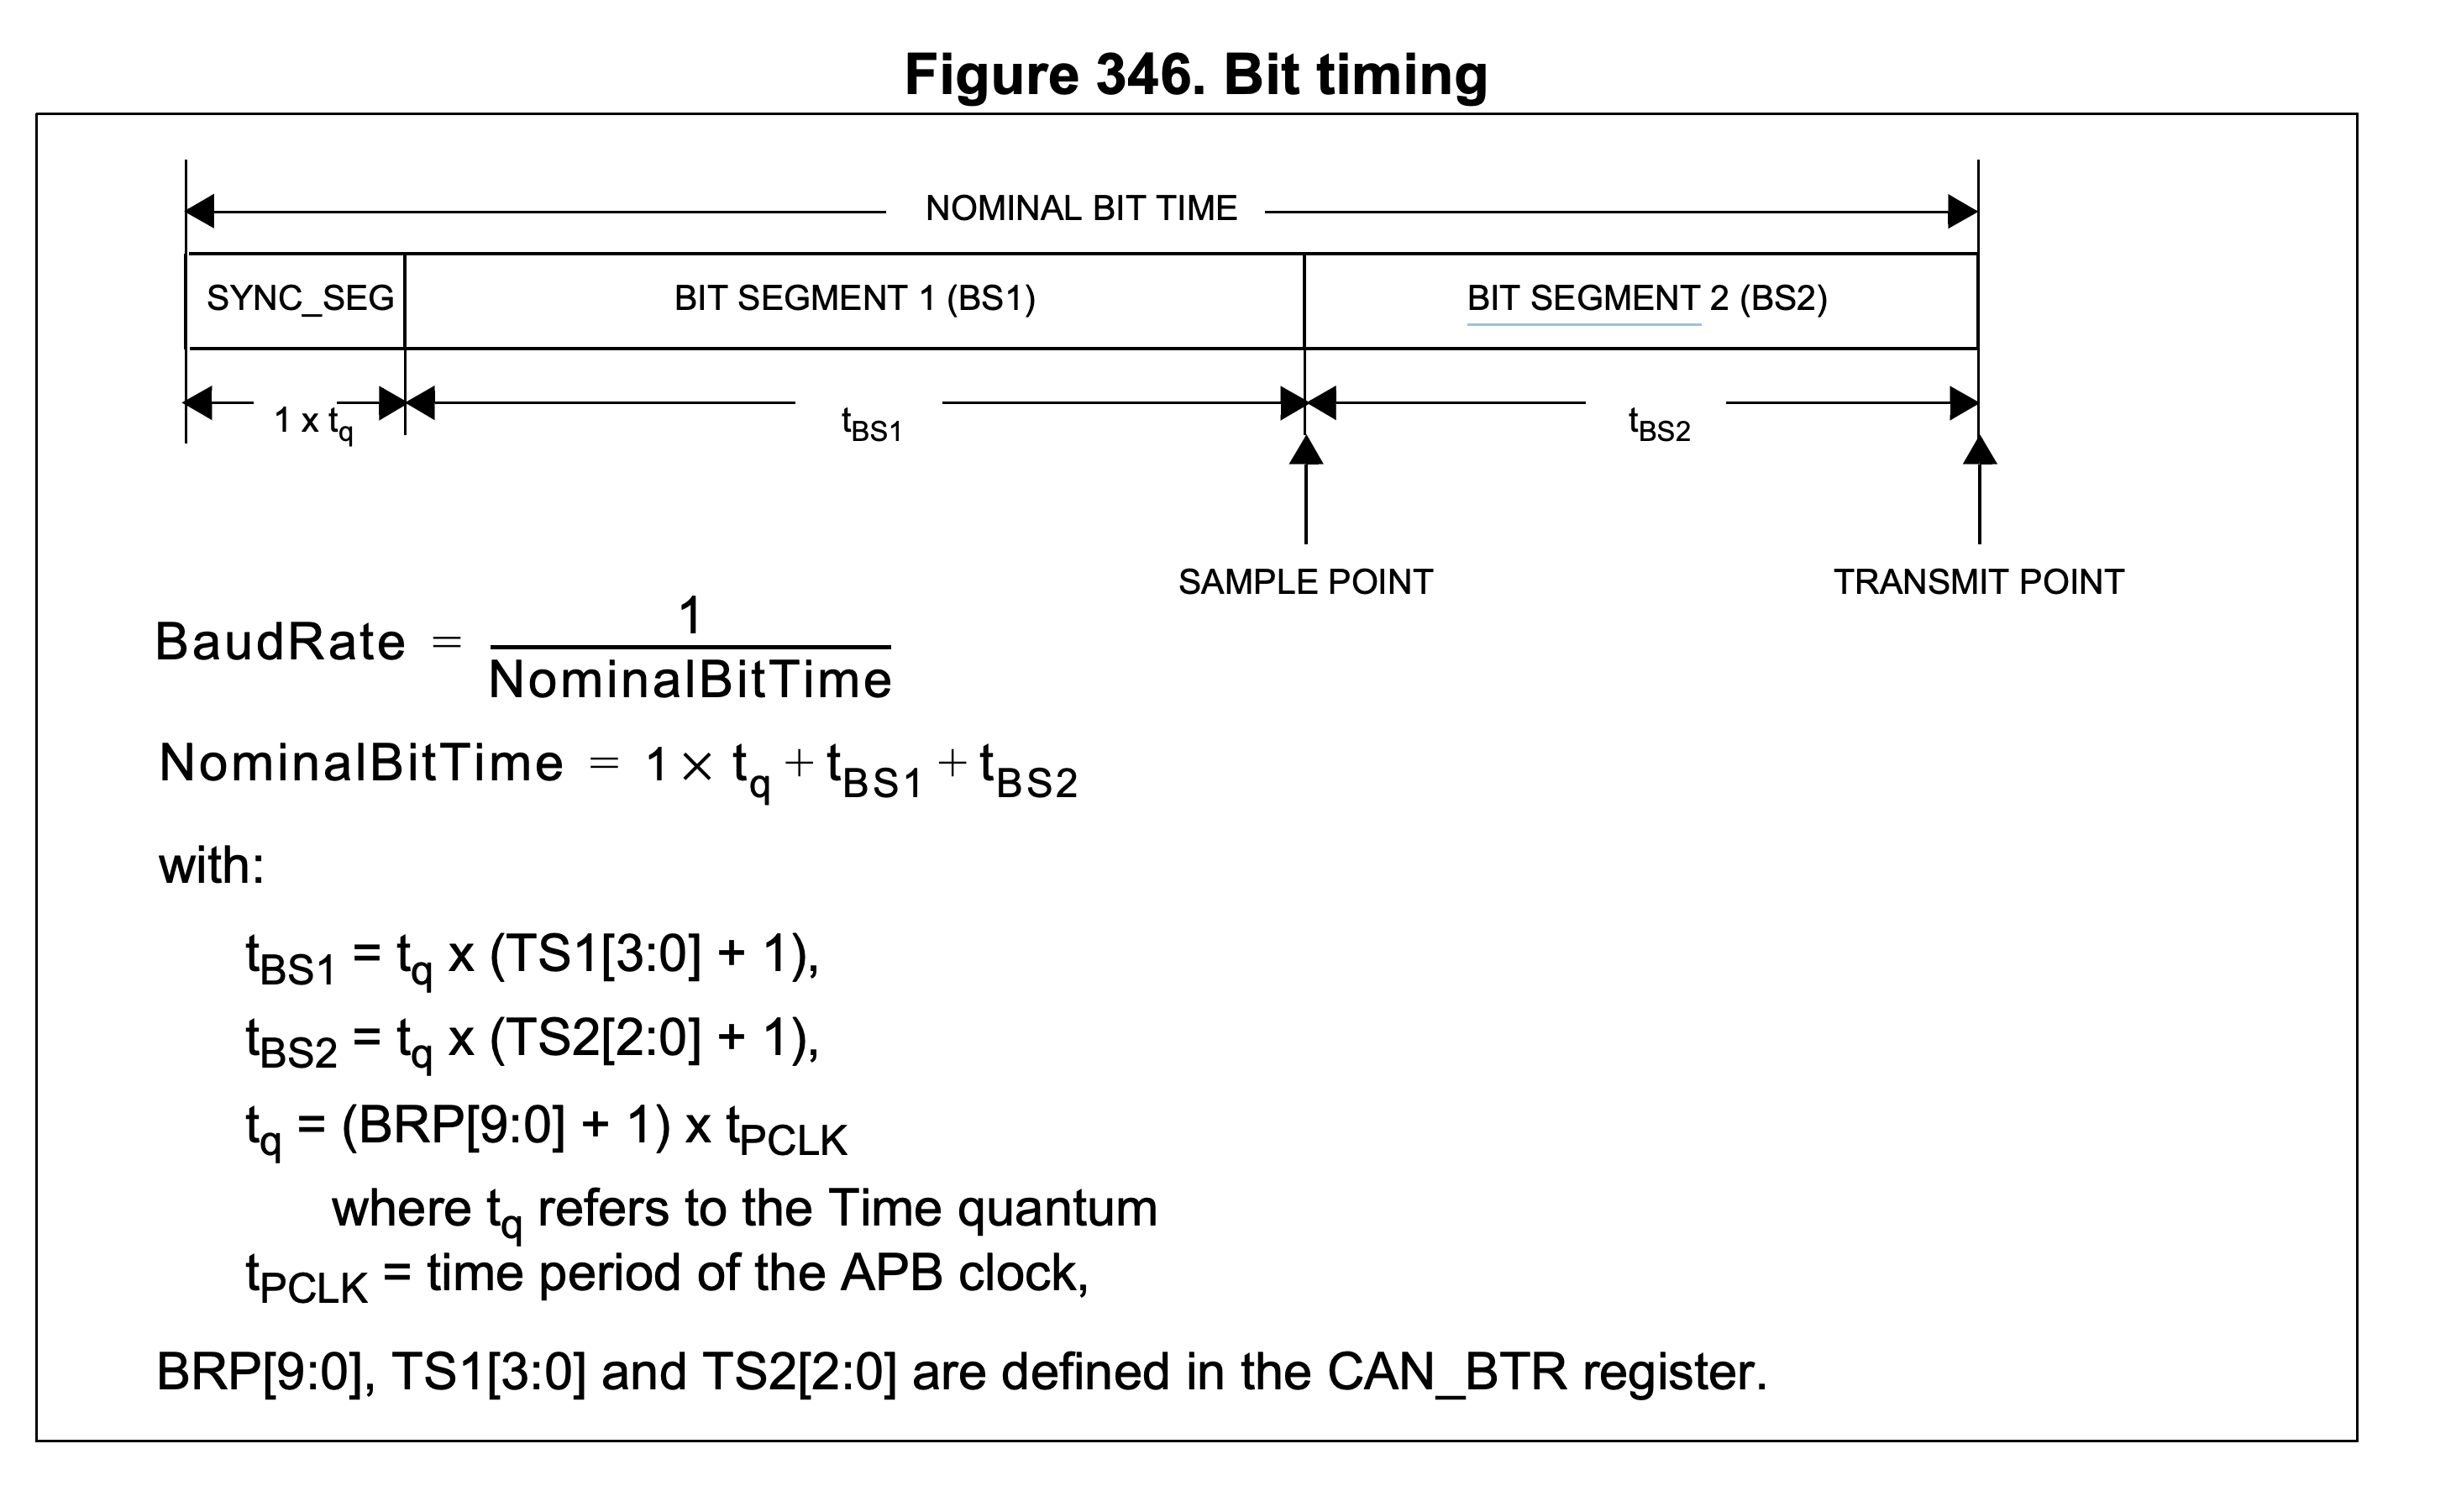 Figure 346. Bit timing
NOMINAL BIT TIME
SYNC_SEG
BIT SEGMENT 1 (BS1)
BIT SEGMENT 2 (BS2)
1 x tq
tBS1
tBS2
SAMPLE POINT
TRANSMIT POINT
BaudRate = 1 / NominalBitTime
NominalBitTime = 1 × tq + tBS1 + tBS2
with:
tBS1 = tq x (TS1[3:0] + 1),
tBS2 = tq x (TS2[2:0] + 1),
tq = (BRP[9:0] + 1) x tPCLK
where tq refers to the Time quantum
tPCLK = time period of the APB clock,
BRP[9:0], TS1[3:0] and TS2[2:0] are defined in the CAN_BTR register.